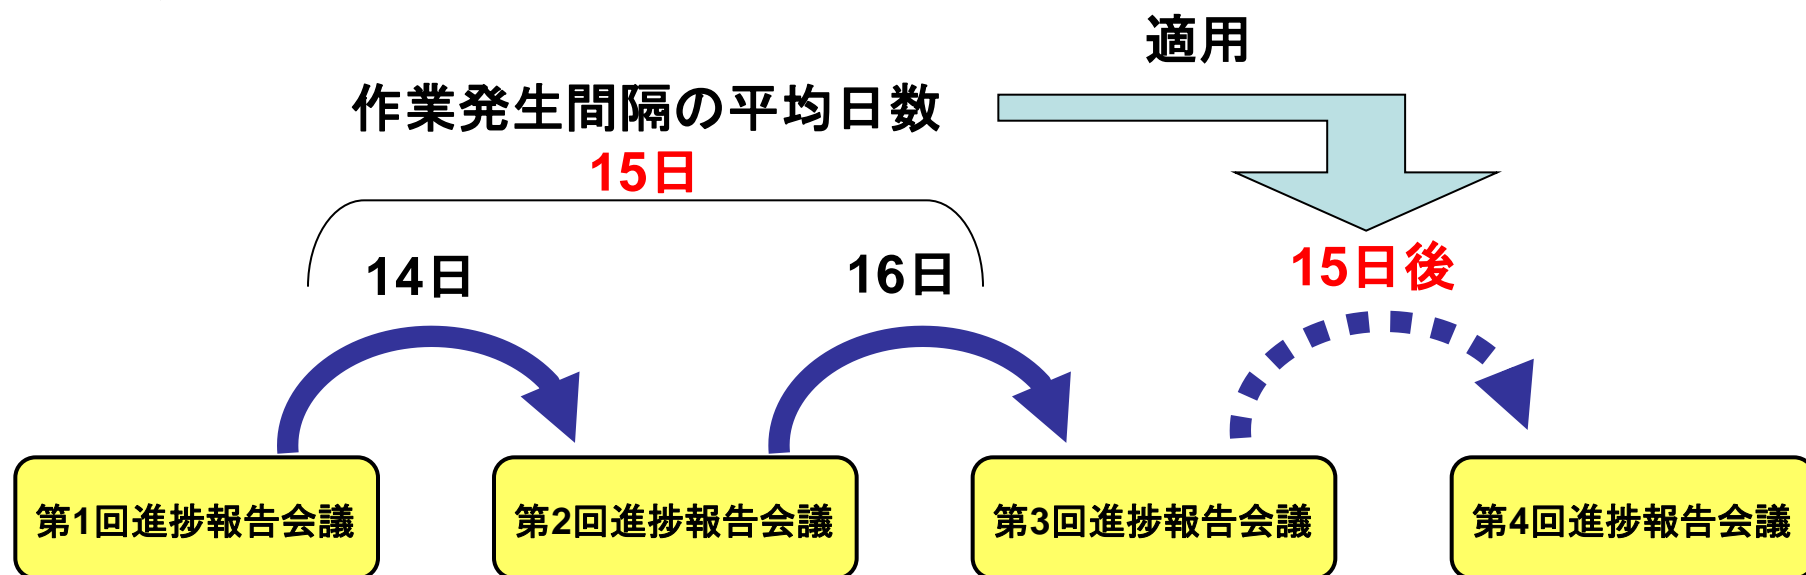 適用
作業発生間隔の平均日数
15日
14日
16日
15日後
第1回進捗報告会議
第2回進捗報告会議
第3回進捗報告会議
第4回進捗報告会議